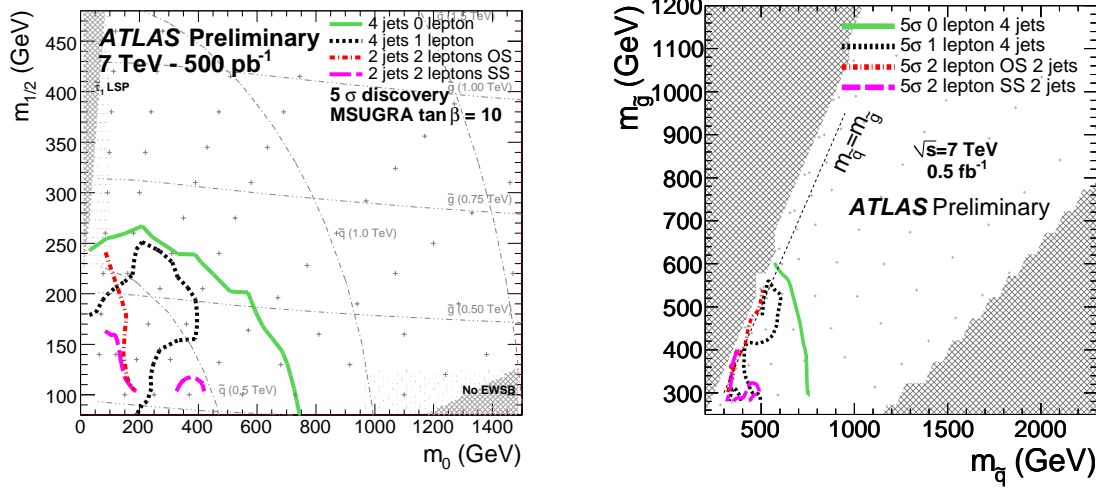 ATLAS Preliminary
7 TeV - 500 pb⁻¹
4 jets 0 lepton
4 jets 1 lepton
2 jets 2 leptons OS
2 jets 2 leptons SS
5 σ discovery
MSUGRA tan β = 10
LSP
g̃ (1.00 TeV)
g̃ (0.75 TeV)
q̃ (1.0 TeV)
g̃ (0.50 TeV)
q̃ (0.5 TeV)
No EWSB
m₁/₂ (GeV)
450
400
350
300
250
200
150
100
0 200 400 600 800 1000 1200 1400
m₀ (GeV)
5σ 0 lepton 4 jets
5σ 1 lepton 4 jets
5σ 2 lepton OS 2 jets
5σ 2 lepton SS 2 jets
m_q̃=m_g̃
√s=7 TeV
0.5 fb⁻¹
ATLAS Preliminary
m_g̃ (GeV)
1200
1100
1000
900
800
700
600
500
400
300
500 1000 1500 2000
m_q̃ (GeV)